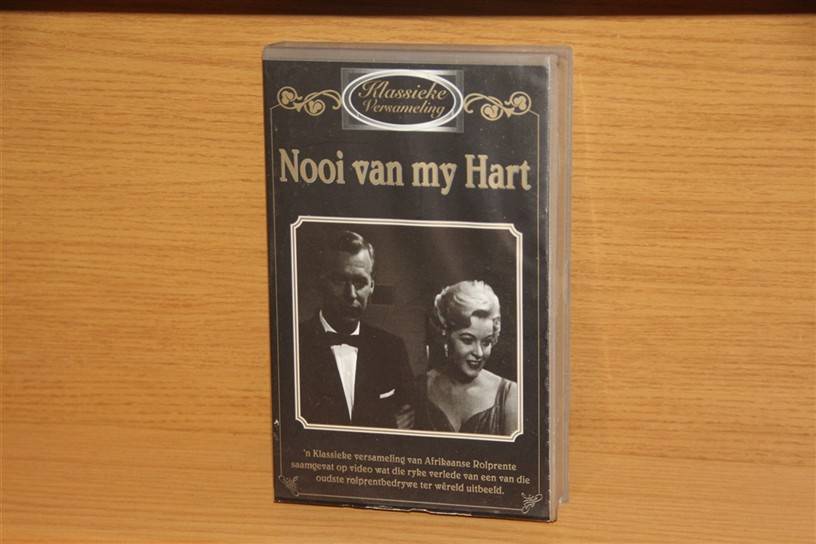 Klassieke
Versameling
Nooi van my Hart
'n Klassieke versameling van Afrikaanse Rolprente
saamgevat op video wat die ryke verlede van een van die
oudste rolprentbedrywe ter wêreld uitbeeld.